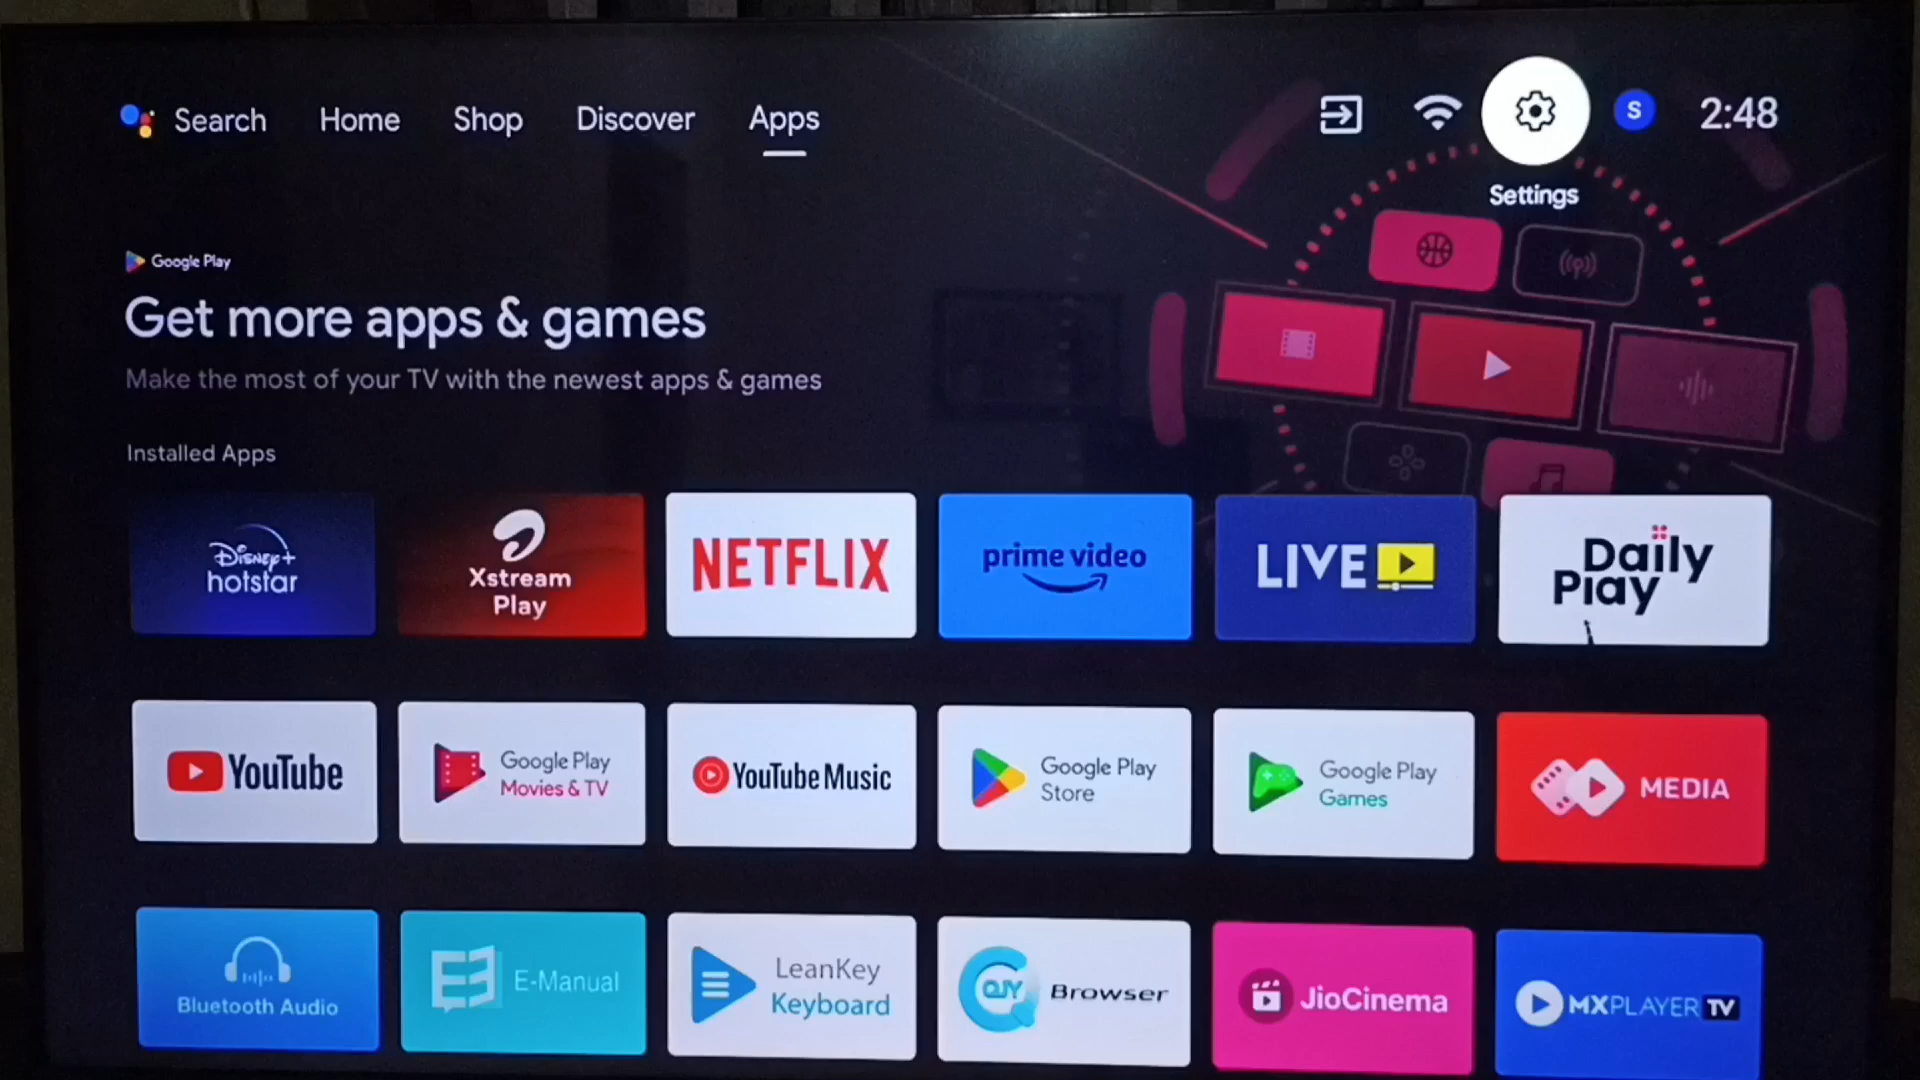 Search Home Shop Discover Apps S 2:48
Settings
Google Play
Get more apps & games
Make the most of your TV with the newest apps & games
Installed Apps
Disney+
hotstar
Xstream
Play
NETFLIX
prime video
LIVE
Daily
Play
YouTube
Google Play
Movies & TV
YouTube Music
Google Play
Store
Google Play
Games
MEDIA
Bluetooth Audio
E-Manual
LeanKey
Keyboard
QJY Browser
JioCinema
MXPLAYER TV